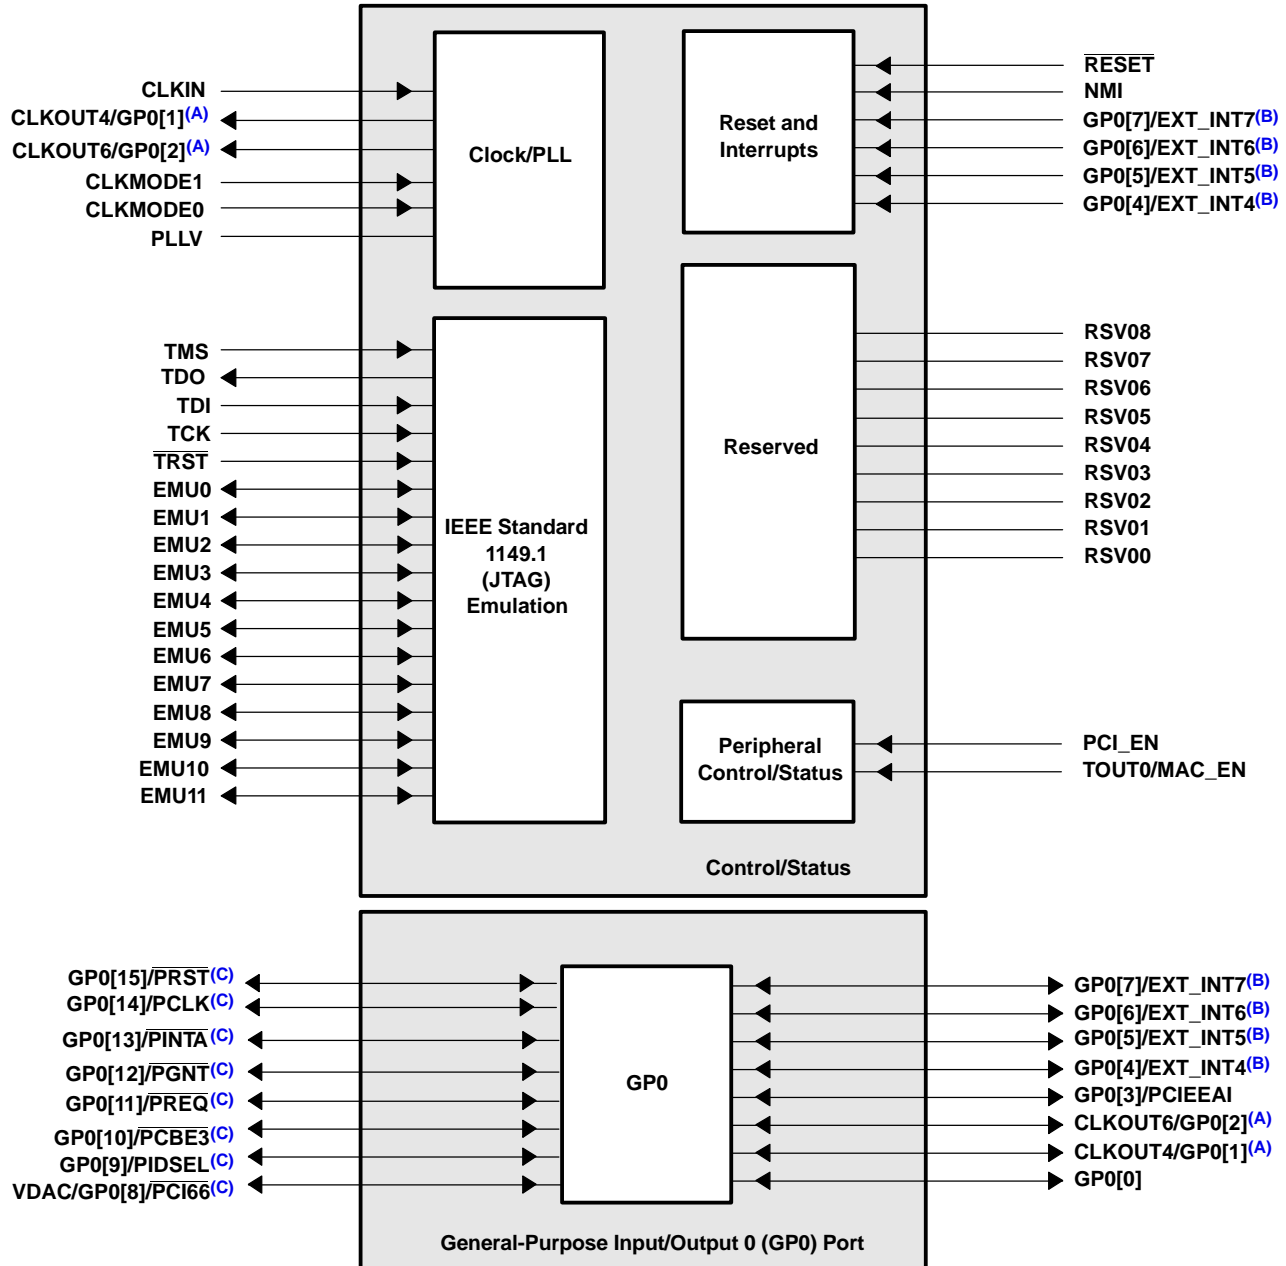 CLKIN
CLKOUT4/GP0[1](A)
CLKOUT6/GP0[2](A)
CLKMODE1
CLKMODE0
PLLV
Clock/PLL
Reset and
Interrupts
RESET
NMI
GP0[7]/EXT_INT7(B)
GP0[6]/EXT_INT6(B)
GP0[5]/EXT_INT5(B)
GP0[4]/EXT_INT4(B)
TMS
TDO
TDI
TCK
TRST
EMU0
EMU1
EMU2
EMU3
EMU4
EMU5
EMU6
EMU7
EMU8
EMU9
EMU10
EMU11
IEEE Standard
1149.1
(JTAG)
Emulation
Reserved
RSV08
RSV07
RSV06
RSV05
RSV04
RSV03
RSV02
RSV01
RSV00
Peripheral
Control/Status
PCI_EN
TOUT0/MAC_EN
Control/Status
GP0[15]/PRST(C)
GP0[14]/PCLK(C)
GP0[13]/PINTA(C)
GP0[12]/PGNT(C)
GP0[11]/PREQ(C)
GP0[10]/PCBE3(C)
GP0[9]/PIDSEL(C)
VDAC/GP0[8]/PCI66(C)
GP0
GP0[7]/EXT_INT7(B)
GP0[6]/EXT_INT6(B)
GP0[5]/EXT_INT5(B)
GP0[4]/EXT_INT4(B)
GP0[3]/PCIEEAI
CLKOUT6/GP0[2](A)
CLKOUT4/GP0[1](A)
GP0[0]
General-Purpose Input/Output 0 (GP0) Port